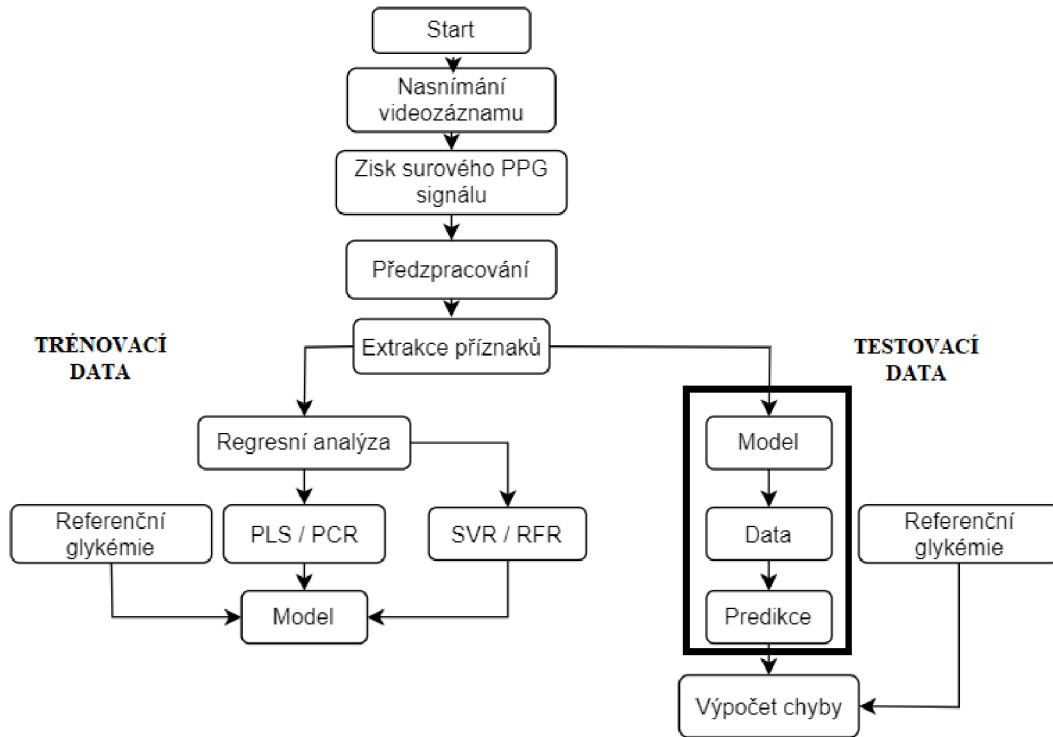 Start
Nasnímání
videozáznamu
Zisk surového PPG
signálu
Předzpracování
Extrakce příznaků
TRÉNOVACÍ
DATA
TESTOVACÍ
DATA
Regresní analýza
Referenční
glykémie
PLS / PCR
SVR / RFR
Model
Model
Data
Predikce
Referenční
glykémie
Výpočet chyby